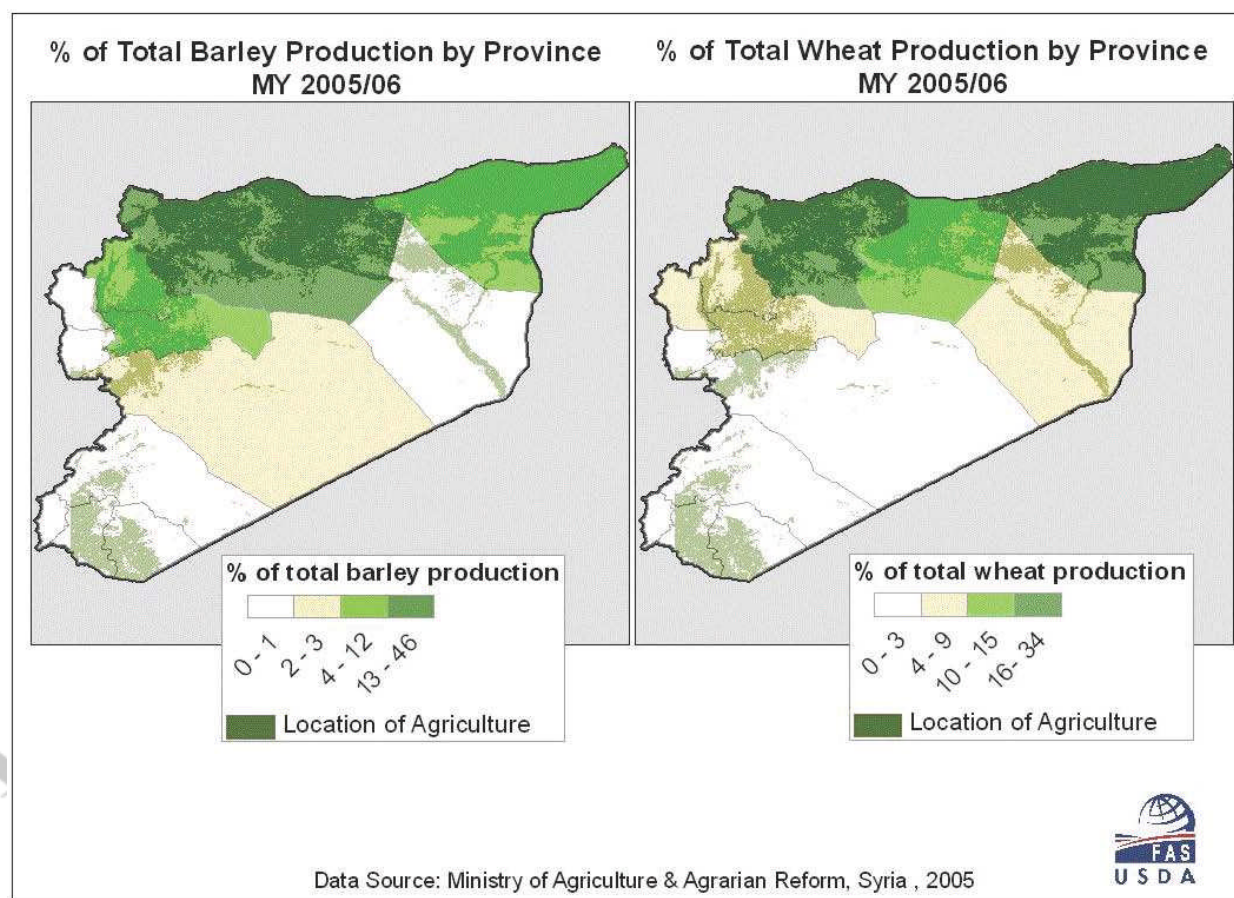 % of Total Barley Production by Province
MY 2005/06
% of Total Wheat Production by Province
MY 2005/06
% of total barley production
0 - 1
2 - 3
4 - 12
13 - 46
Location of Agriculture
% of total wheat production
0 - 3
4 - 9
10 - 15
16- 34
Location of Agriculture
FAS
USDA
Data Source: Ministry of Agriculture & Agrarian Reform, Syria , 2005